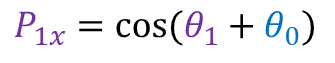 P₁ₓ = cos(θ₁ + θ₀)